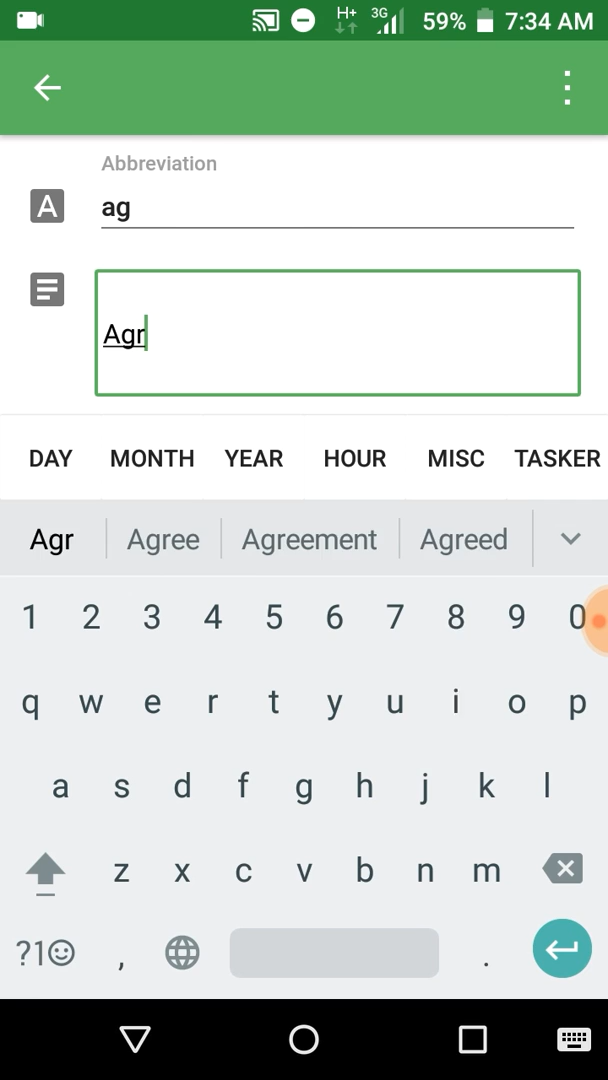 H+ 3G 59% 7:34 AM
Abbreviation
A ag
Agr
DAY MONTH YEAR HOUR MISC TASKER
Agr Agree Agreement Agreed
1 2 3 4 5 6 7 8 9 0
q w e r t y u i o p
a s d f g h j k l
z x c v b n m
?1☺ , .